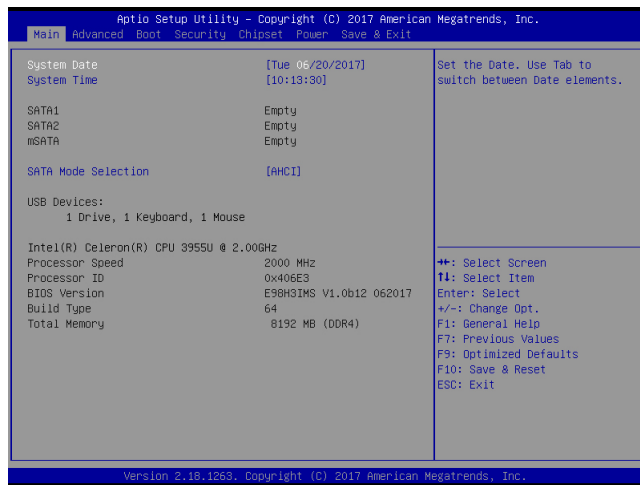 Aptio Setup Utility – Copyright (C) 2017 American Megatrends, Inc.
Main Advanced Boot Security Chipset Power Save & Exit
System Date [Tue 06/20/2017]
System Time [10:13:30]
SATA1 Empty
SATA2 Empty
mSATA Empty
SATA Mode Selection [AHCI]
USB Devices:
1 Drive, 1 Keyboard, 1 Mouse
Intel(R) Celeron(R) CPU 3955U @ 2.00GHz
Processor Speed 2000 MHz
Processor ID 0x406E3
BIOS Version E98H3IMS V1.0b12 062017
Build Type 64
Total Memory 8192 MB (DDR4)
Set the Date. Use Tab to
switch between Date elements.
→←: Select Screen
↑↓: Select Item
Enter: Select
+/-: Change Opt.
F1: General Help
F7: Previous Values
F9: Optimized Defaults
F10: Save & Reset
ESC: Exit
Version 2.18.1263. Copyright (C) 2017 American Megatrends, Inc.